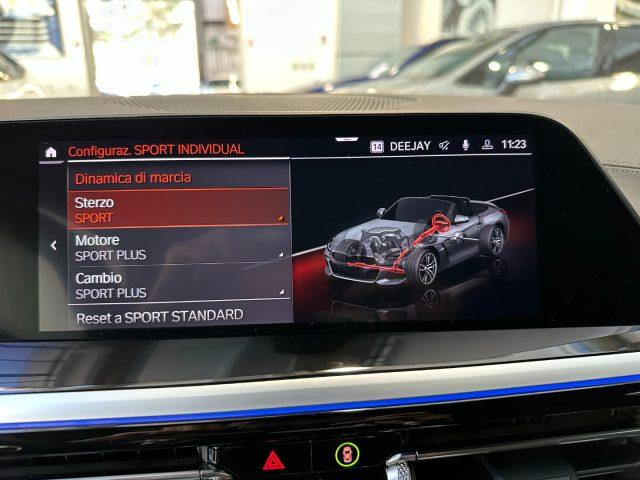 Configuraz. SPORT INDIVIDUAL
14 DEEJAY 11:23
Dinamica di marcia
Sterzo
SPORT
Motore
SPORT PLUS
Cambio
SPORT PLUS
Reset a SPORT STANDARD